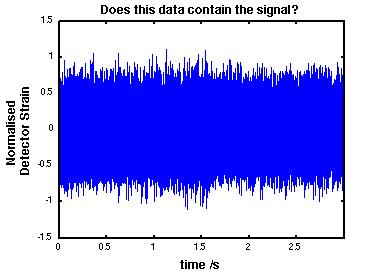 Does this data contain the signal?
1.5
1
0.5
0
-0.5
-1
-1.5
Normalised
Detector Strain
0 0.5 1 1.5 2 2.5
time /s